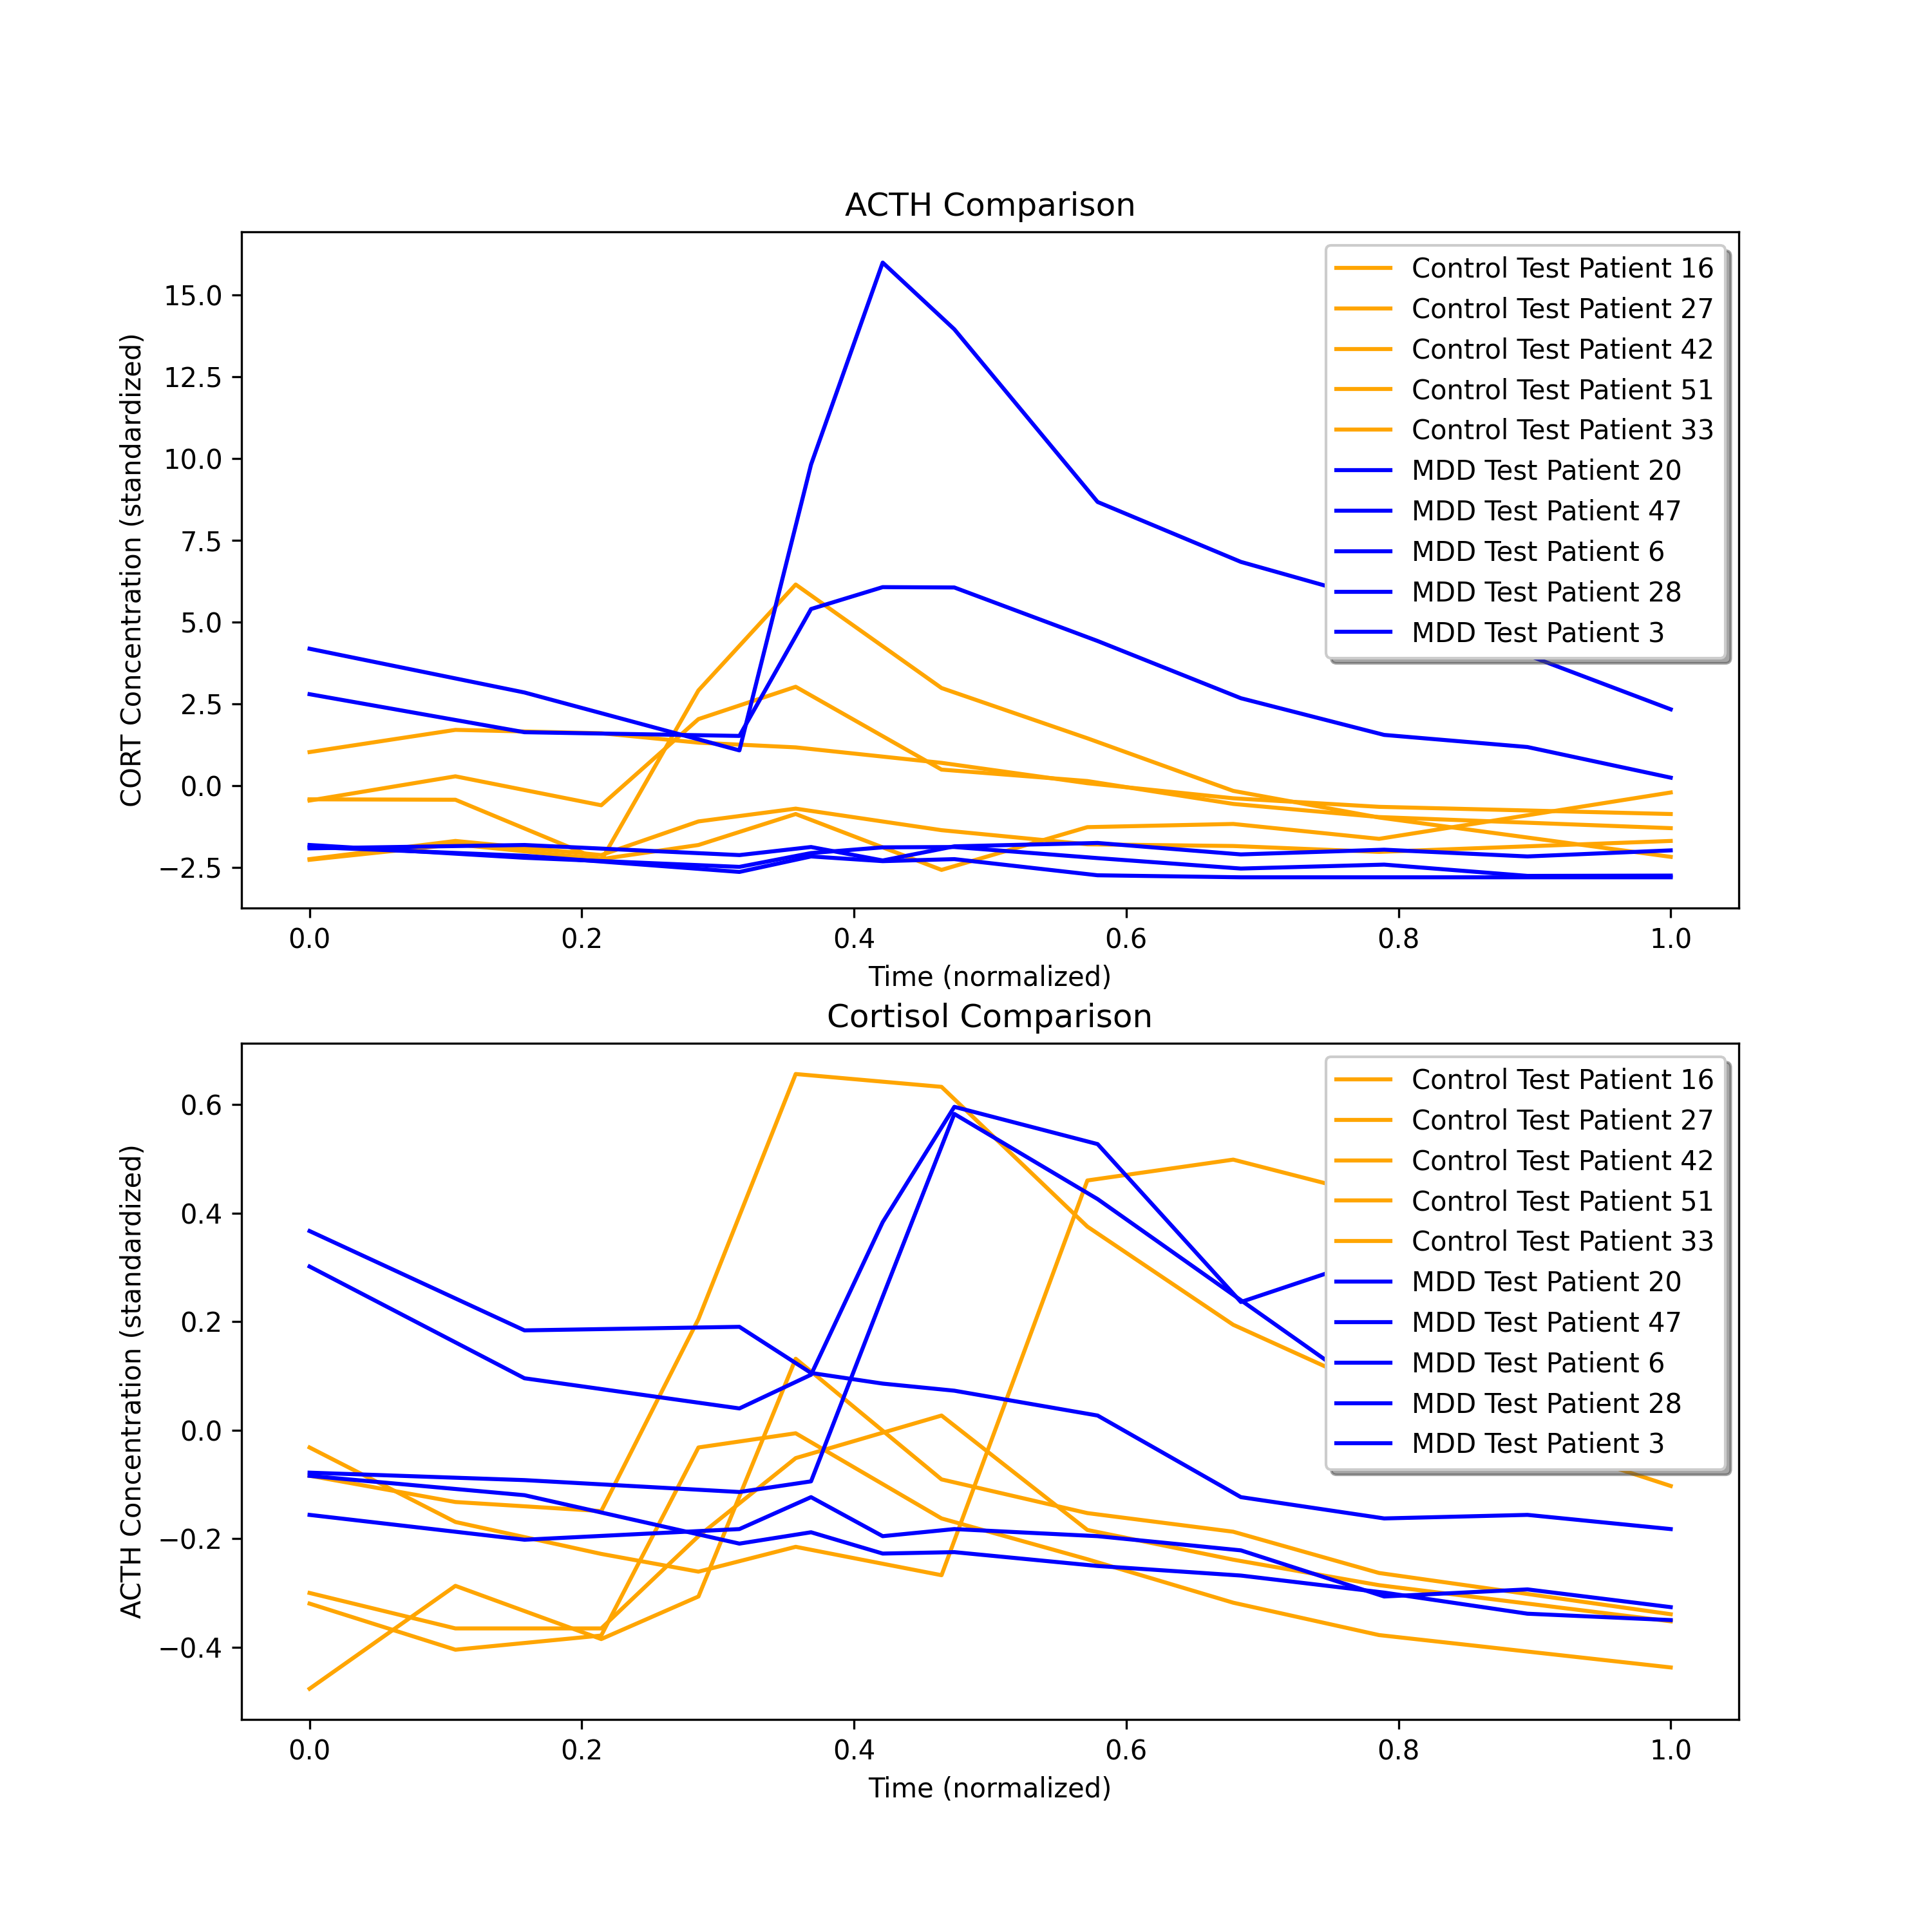 ACTH Comparison
CORT Concentration (standardized)
15.0
12.5
10.0
7.5
5.0
2.5
0.0
−2.5
Control Test Patient 16
Control Test Patient 27
Control Test Patient 42
Control Test Patient 51
Control Test Patient 33
MDD Test Patient 20
MDD Test Patient 47
MDD Test Patient 6
MDD Test Patient 28
MDD Test Patient 3
0.0 0.2 0.4 0.6 0.8 1.0
Time (normalized)
Cortisol Comparison
ACTH Concentration (standardized)
0.6
0.4
0.2
0.0
−0.2
−0.4
Control Test Patient 16
Control Test Patient 27
Control Test Patient 42
Control Test Patient 51
Control Test Patient 33
MDD Test Patient 20
MDD Test Patient 47
MDD Test Patient 6
MDD Test Patient 28
MDD Test Patient 3
0.0 0.2 0.4 0.6 0.8 1.0
Time (normalized)